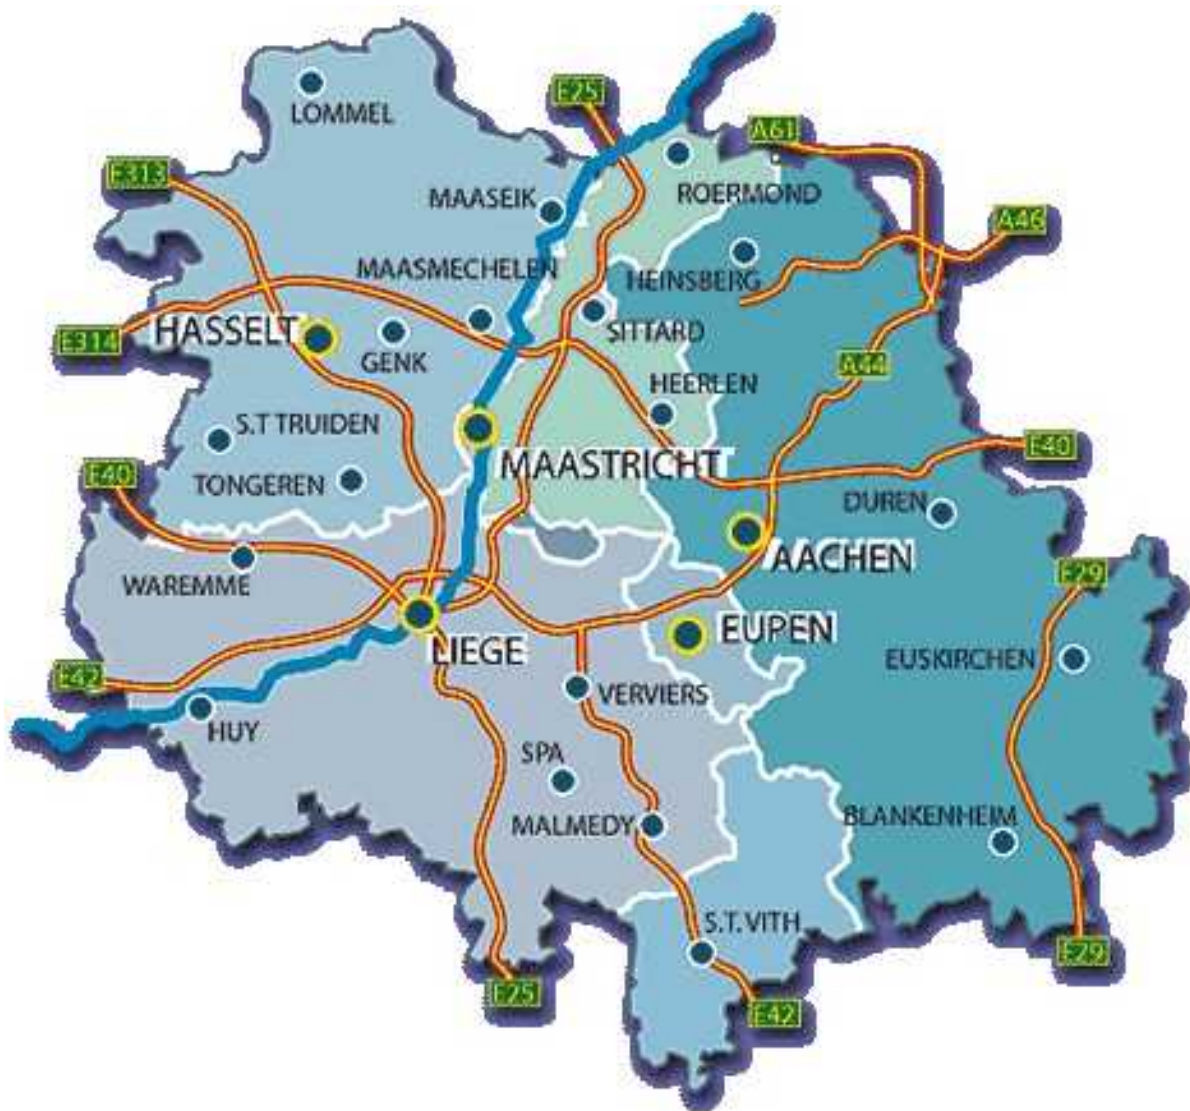 E25
LOMMEL
A61
E313
ROERMOND
MAASEIK
A46
MAASMECHELEN
HEINSBERG
E314
HASSELT
SITTARD
GENK
A44
HEERLEN
S.T TRUIDEN
E40
MAASTRICHT
E40
TONGEREN
DUREN
AACHEN
WAREMME
E29
EUPEN
LIEGE
EUSKIRCHEN
E42
VERVIERS
HUY
SPA
MALMEDY
BLANKENHEIM
S.T. VITH
E29
E25
E42